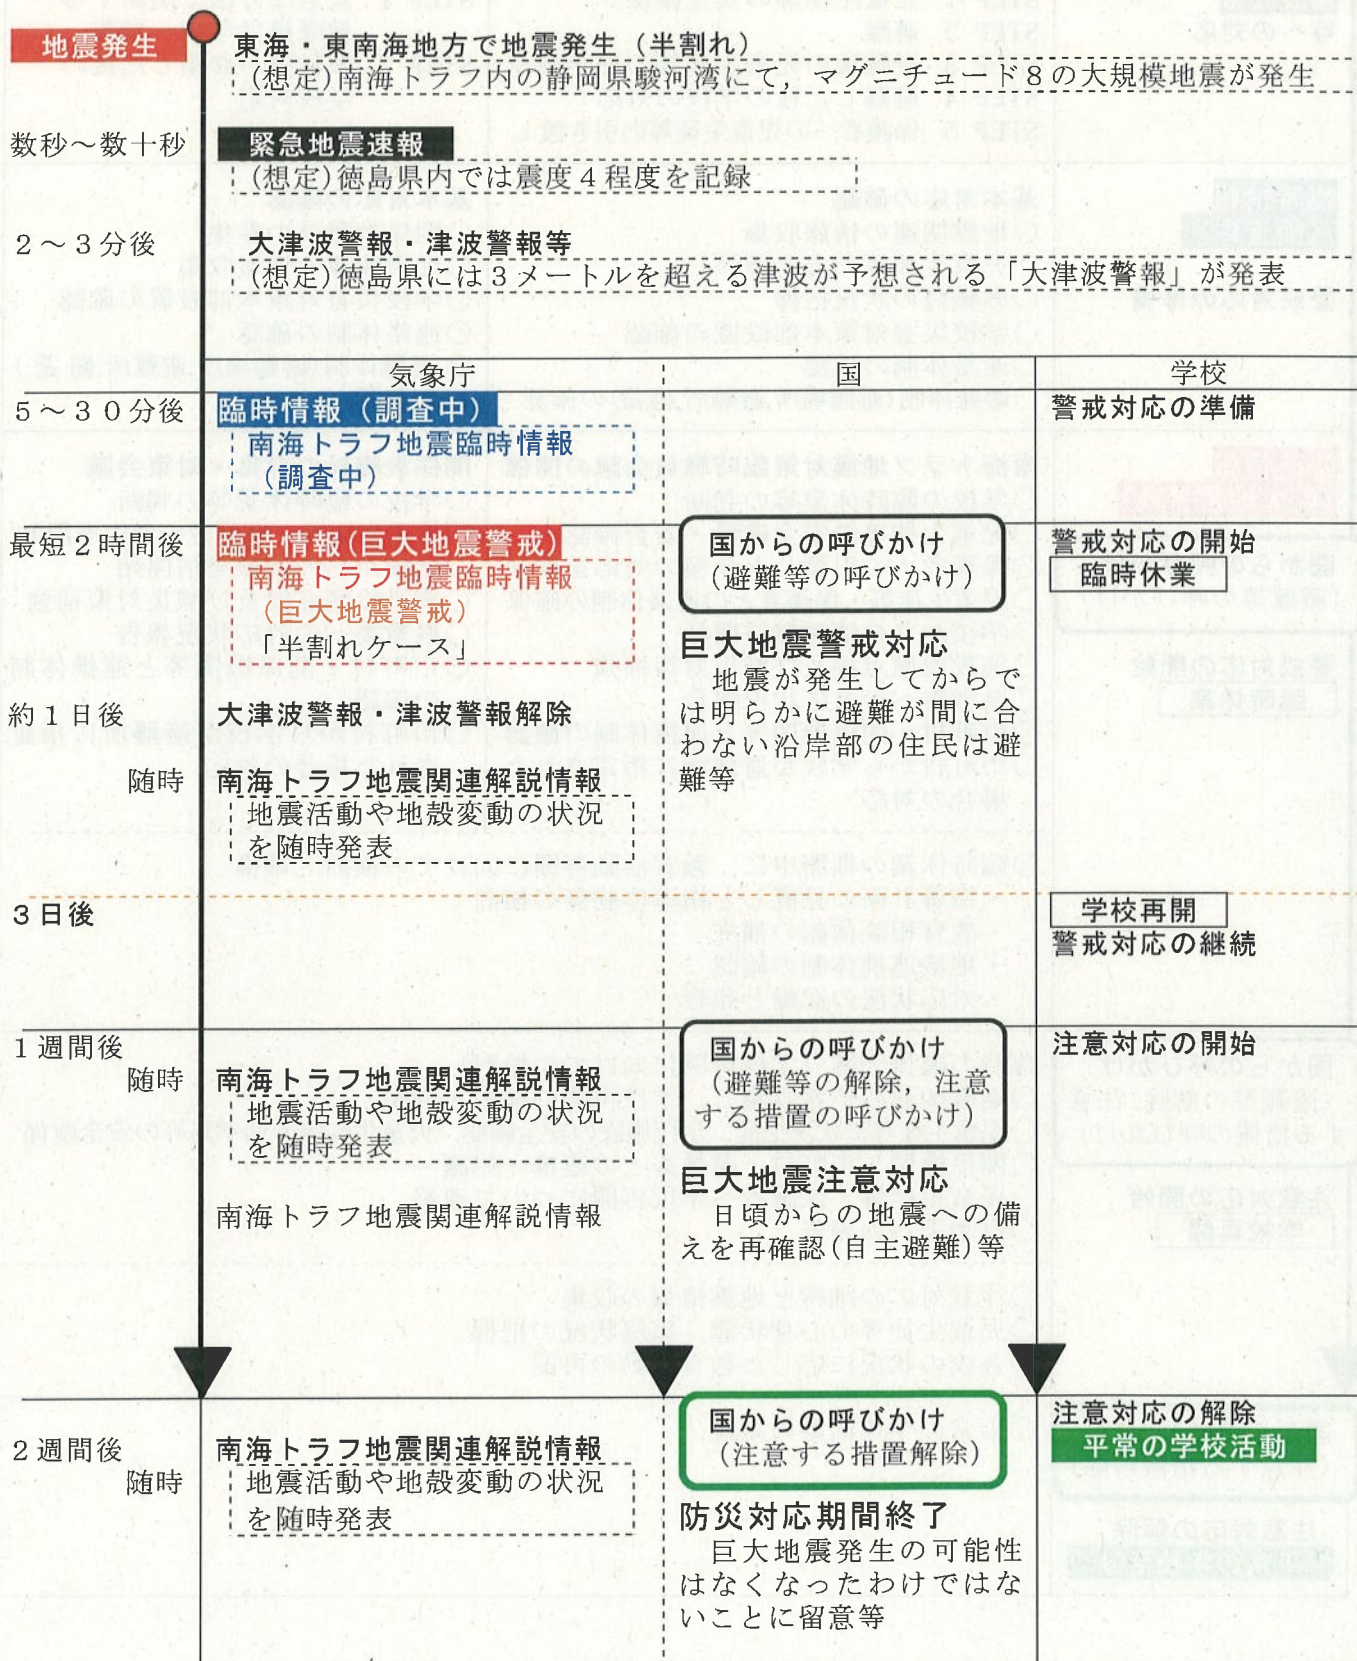 地震発生
東海・東南海地方で地震発生（半割れ）
(想定)南海トラフ内の静岡県駿河湾にて，マグニチュード８の大規模地震が発生
数秒～数十秒
緊急地震速報
(想定)徳島県内では震度４程度を記録
２～３分後
大津波警報・津波警報等
(想定)徳島県には３メートルを超える津波が予想される「大津波警報」が発表
気象庁
国
学校
５～３０分後
臨時情報（調査中）
南海トラフ地震臨時情報
（調査中）
警戒対応の準備
最短２時間後
臨時情報(巨大地震警戒)
南海トラフ地震臨時情報
（巨大地震警戒）
「半割れケース」
国からの呼びかけ
（避難等の呼びかけ）
警戒対応の開始
臨時休業
巨大地震警戒対応
地震が発生してからで
は明らかに避難が間に合
わない沿岸部の住民は避
難等
約１日後
大津波警報・津波警報解除
随時
南海トラフ地震関連解説情報
地震活動や地殻変動の状況
を随時発表
３日後
学校再開
警戒対応の継続
１週間後
随時
南海トラフ地震関連解説情報
地震活動や地殻変動の状況
を随時発表
南海トラフ地震関連解説情報
国からの呼びかけ
（避難等の解除，注意
する措置の呼びかけ）
注意対応の開始
巨大地震注意対応
日頃からの地震への備
えを再確認(自主避難)等
２週間後
随時
南海トラフ地震関連解説情報
地震活動や地殻変動の状況
を随時発表
国からの呼びかけ
（注意する措置解除）
注意対応の解除
平常の学校活動
防災対応期間終了
巨大地震発生の可能性
はなくなったわけではな
いことに留意等